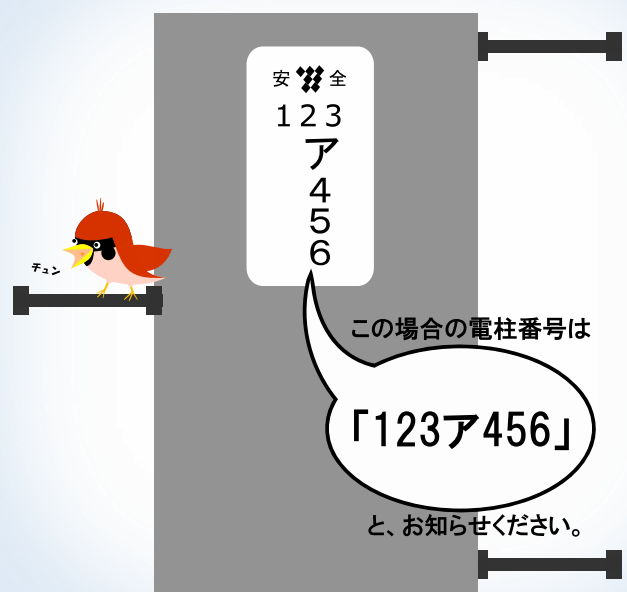 安 全
123
ア
4
5
6
チュン
この場合の電柱番号は
「123ア456」
と、お知らせください。